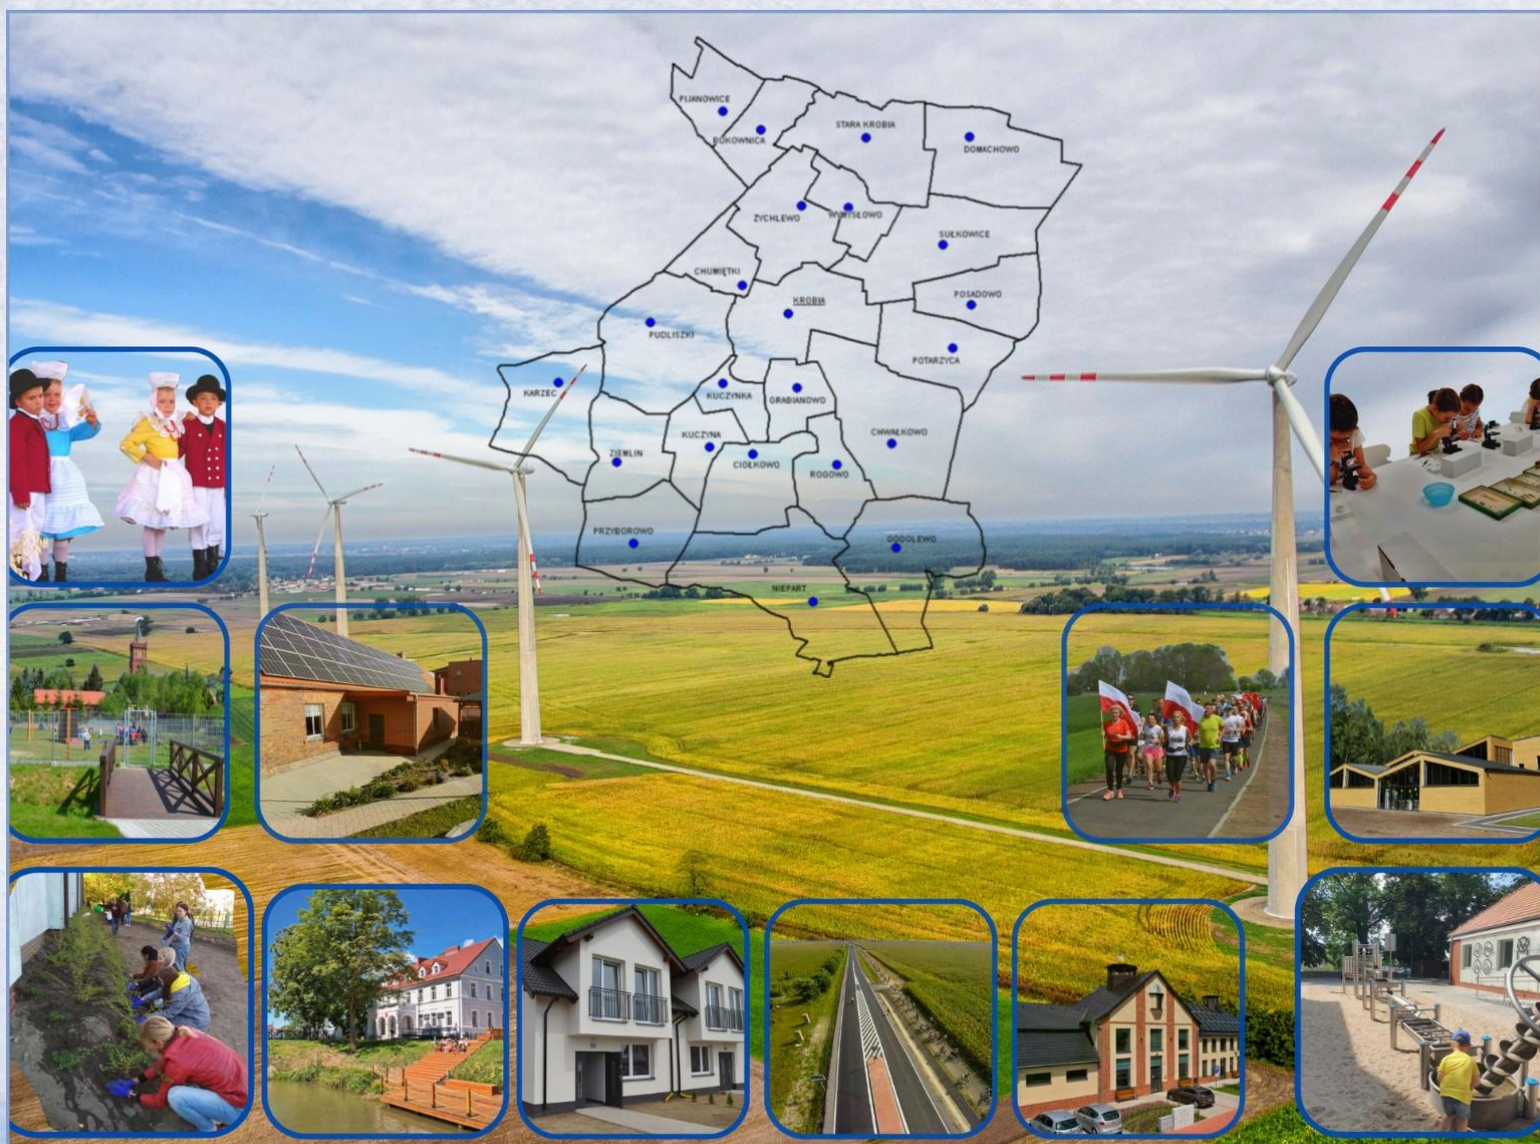 PIJANOWICE
BUKOWNICA
STARA KROBIA
DOMACHOWO
ŻYCHLEWO
WYMYSŁOWO
SUŁKOWICE
CHUMIĘTKI
POSADOWO
KROBIA
PUDLISZKI
POTARZYCA
KARZEC
KUCZYNKA
GRABIANOWO
KUCZYNA
CHWAŁKOWO
ZIEMLIN
CIOŁKOWO
ROGOWO
PRZYBOROWO
GOGOLEWO
NIEPART